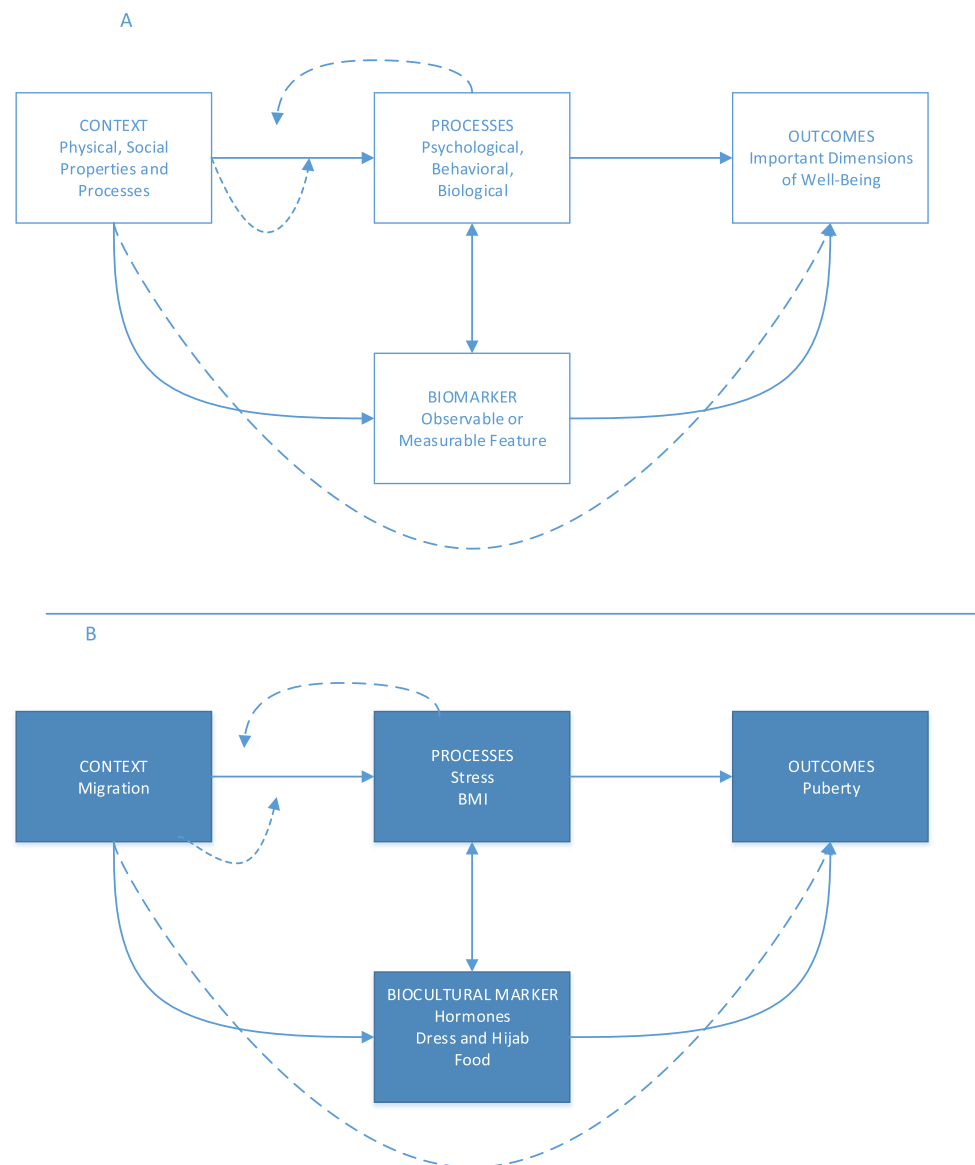 A
CONTEXT
Physical, Social
Properties and
Processes
PROCESSES
Psychological,
Behavioral,
Biological
OUTCOMES
Important Dimensions
of Well-Being
BIOMARKER
Observable or
Measurable Feature
B
CONTEXT
Migration
PROCESSES
Stress
BMI
OUTCOMES
Puberty
BIOCULTURAL MARKER
Hormones
Dress and Hijab
Food